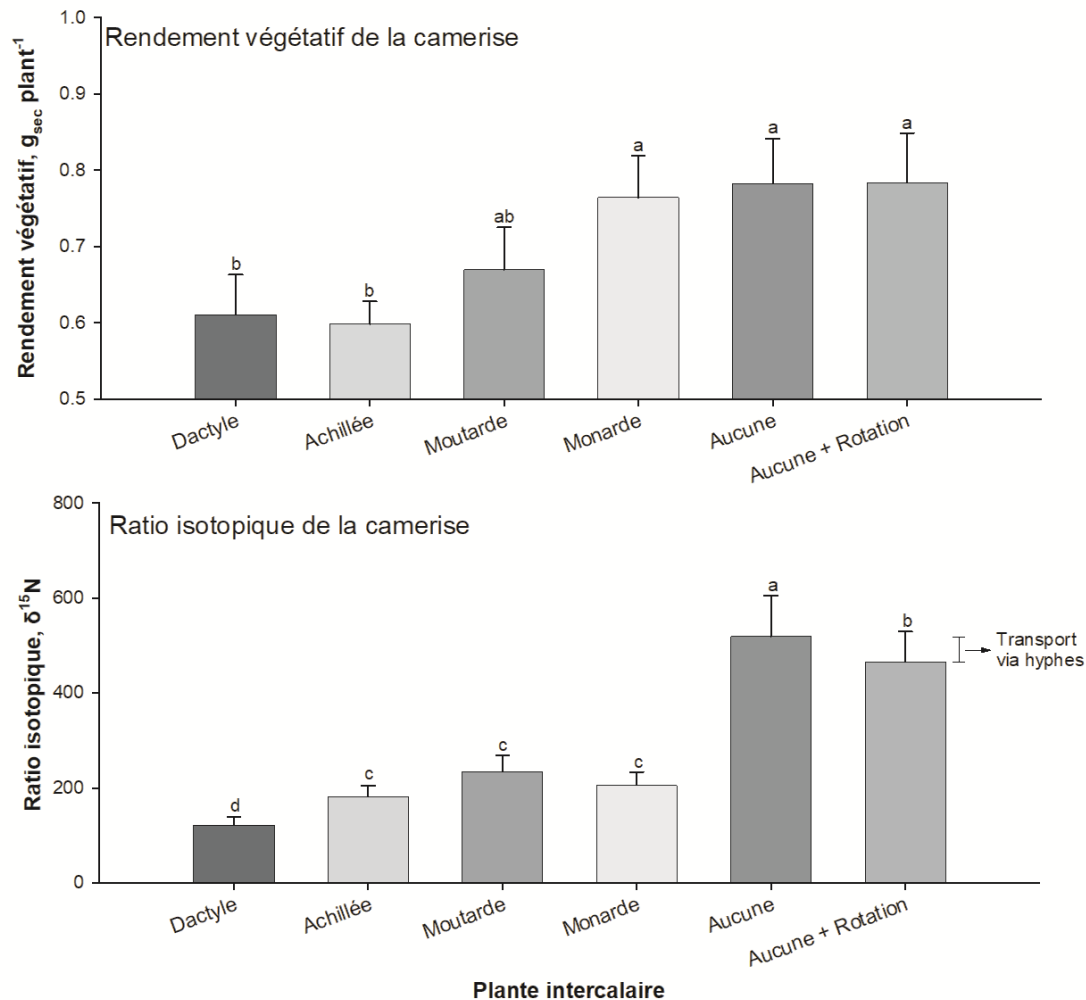 Rendement végétatif de la camerise
Rendement végétatif, g_sec plant^-1
1.0
0.9
0.8
0.7
0.6
0.5
b
b
ab
a
a
a
Dactyle
Achillée
Moutarde
Monarde
Aucune
Aucune + Rotation
Ratio isotopique de la camerise
Ratio isotopique, δ¹⁵N
800
600
400
200
0
d
c
c
c
a
b
Transport
via hyphes
Dactyle
Achillée
Moutarde
Monarde
Aucune
Aucune + Rotation
Plante intercalaire